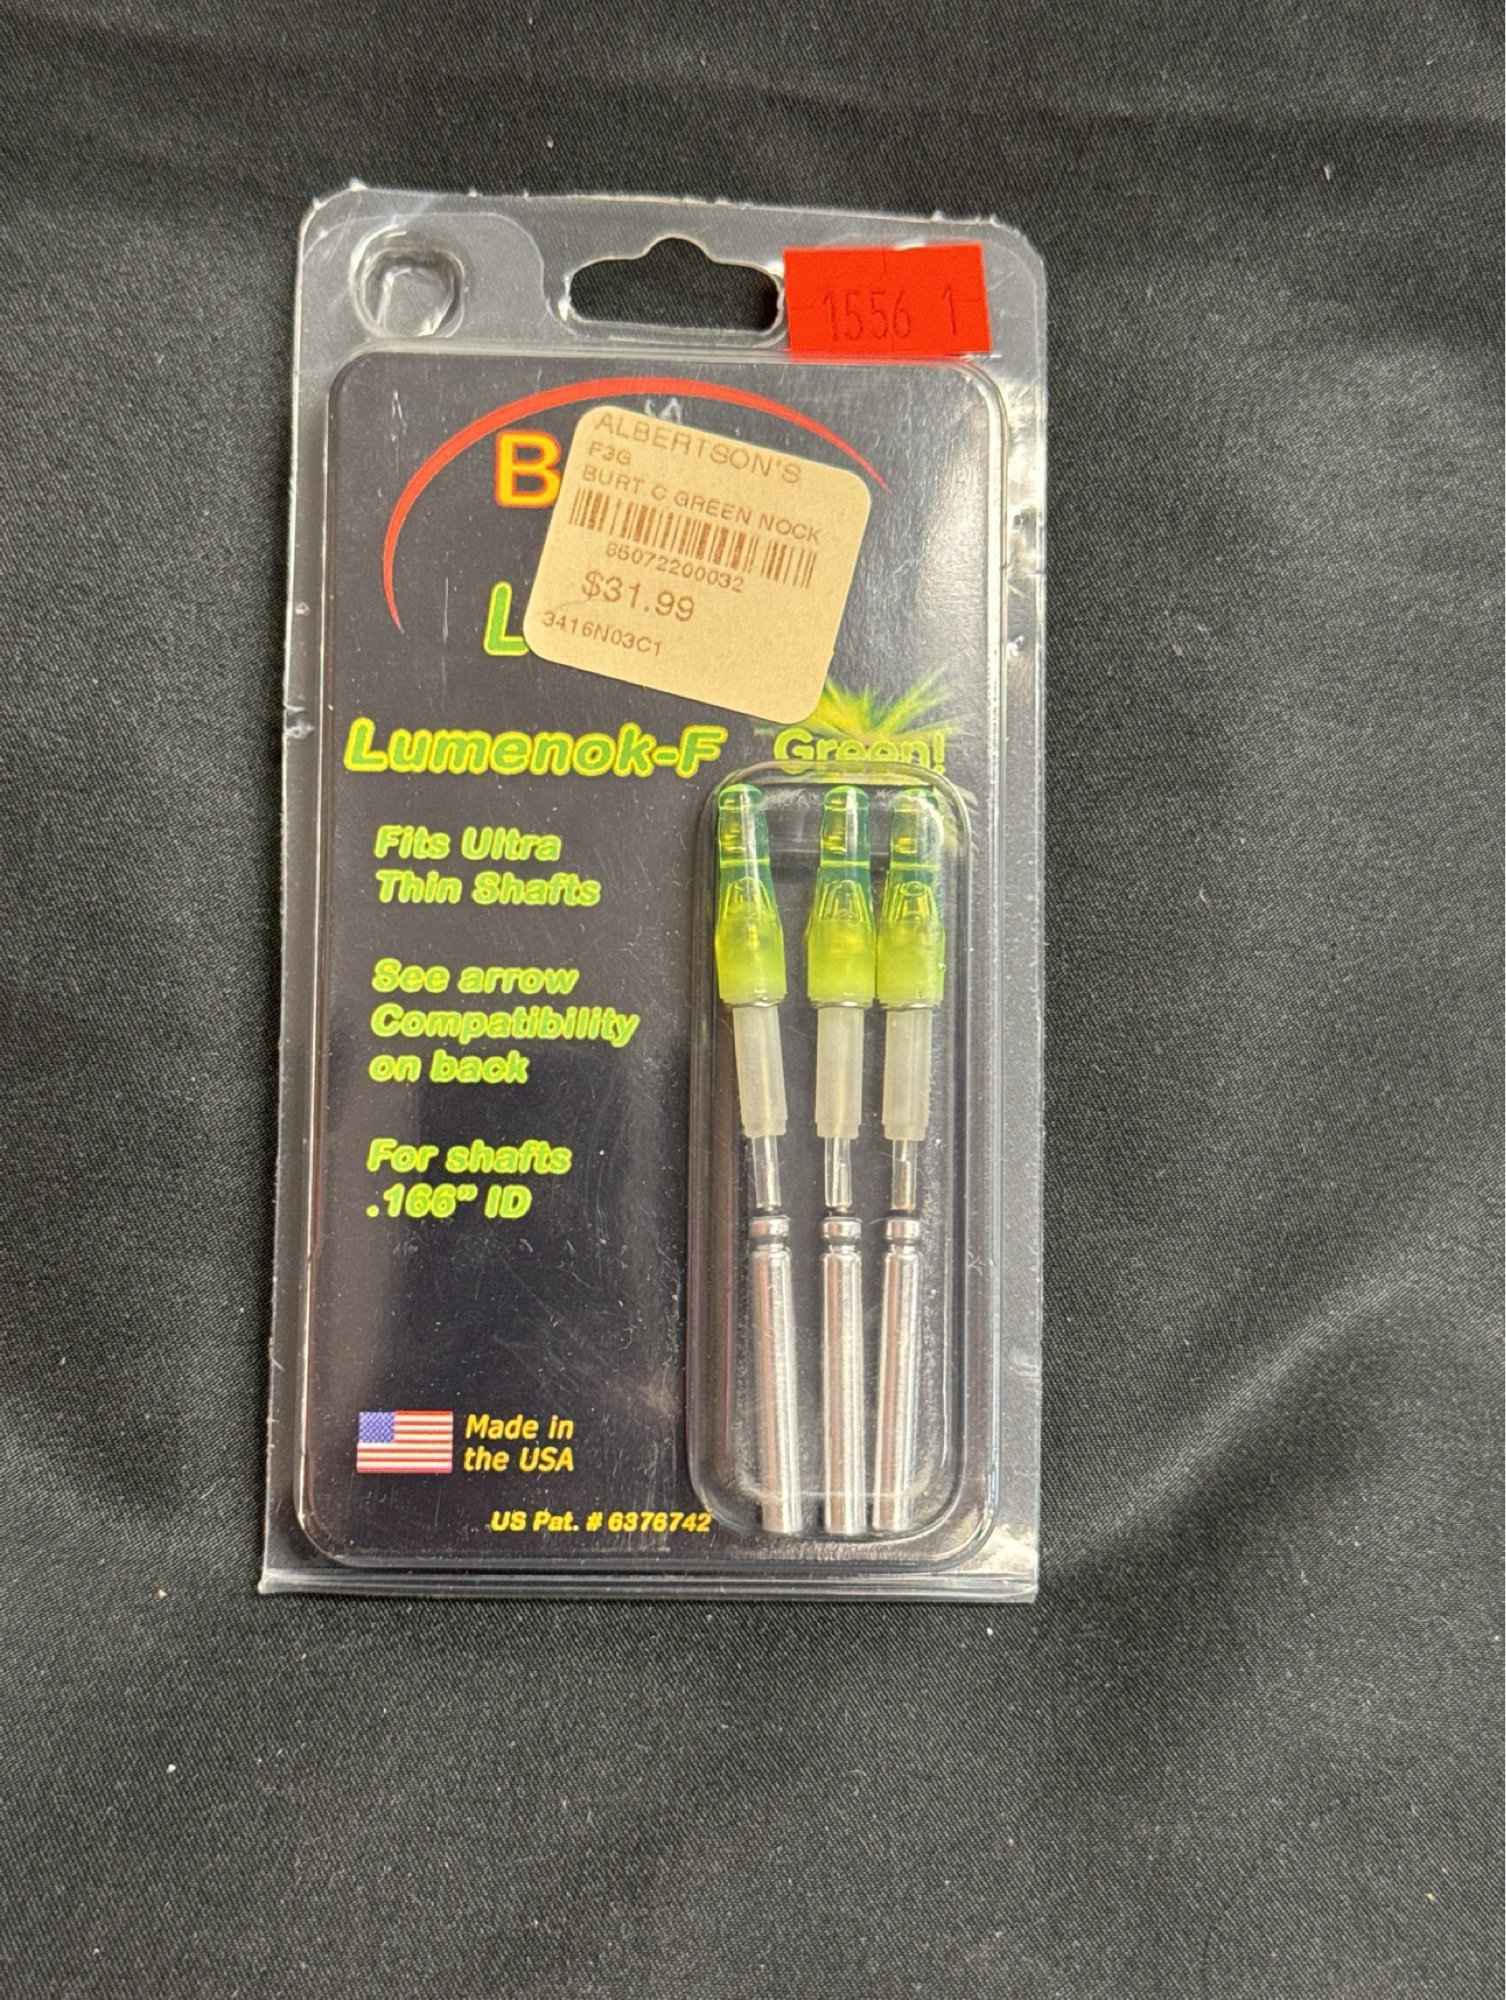 1556 1
B
ALBERTSON'S
F3G
BURT C GREEN NOCK
65072200032
$31.99
3416N03C1
L
Lumenok-F
Green!
Fits Ultra
Thin Shafts
See arrow
Compatibility
on back
For shafts
.166" ID
Made in
the USA
US Pat. # 6376742